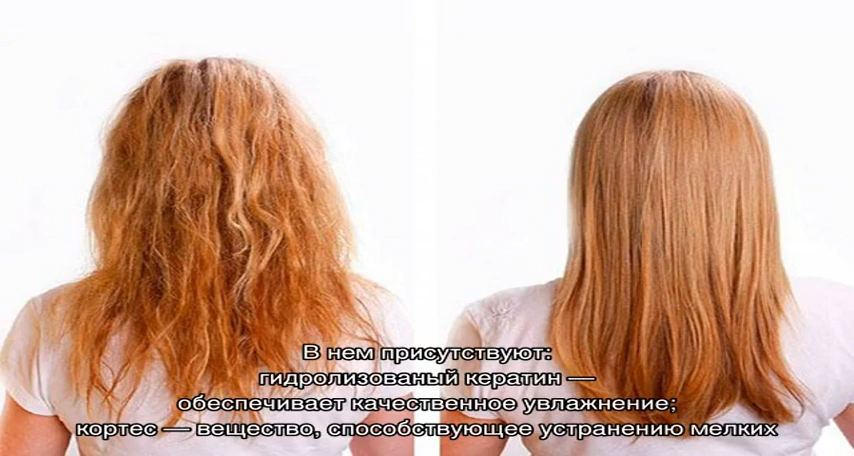 В нем присутствуют:
гидролизованый кератин —
обеспечивает качественное увлажнение;
кортес — вещество, способствующее устранению мелких